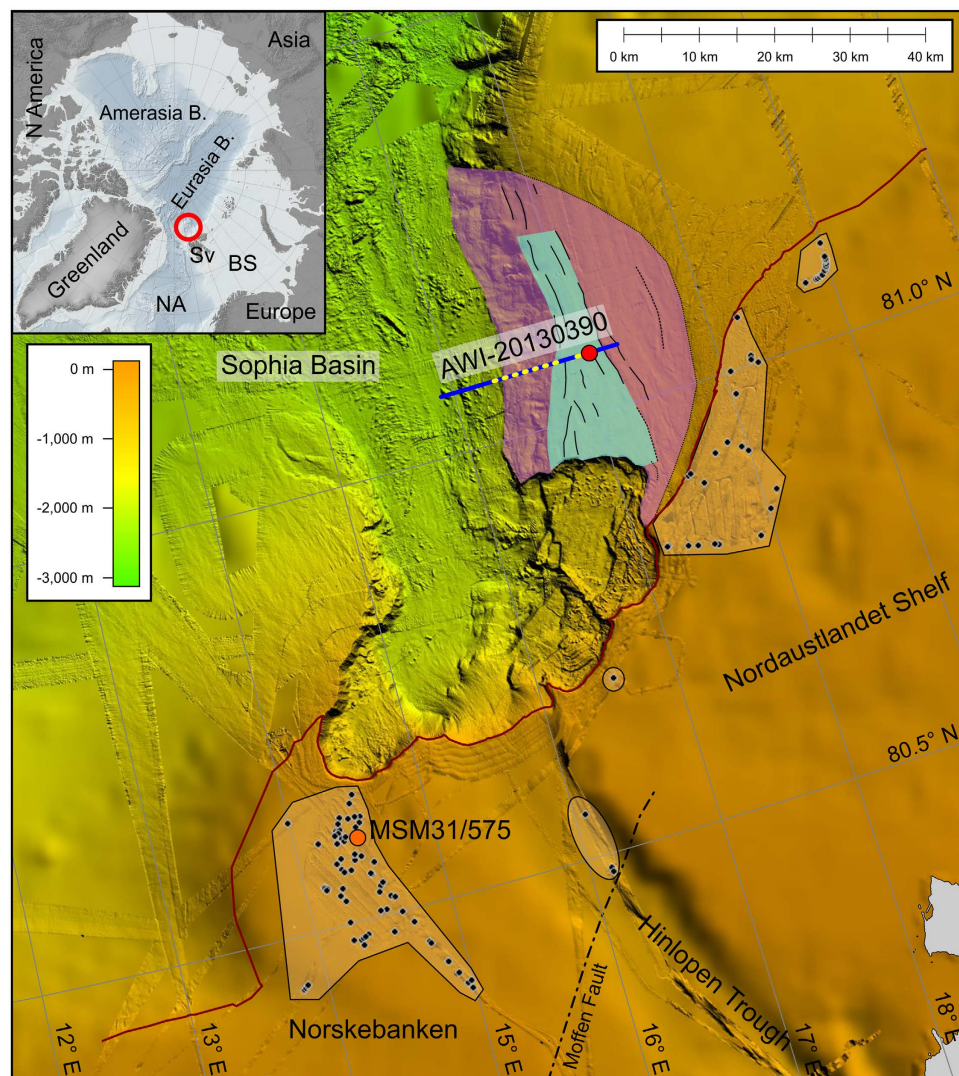 Asia
N America
Amerasia B.
Eurasia B.
Greenland
Sv
BS
NA
Europe
0 km
10 km
20 km
30 km
40 km
0 m
-1,000 m
-2,000 m
-3,000 m
Sophia Basin
AWI-20130390
81.0° N
Nordaustlandet Shelf
80.5° N
MSM31/575
Hinlopen Trough
Moffen Fault
Norskebanken
12° E
13° E
15° E
16° E
17° E
18° E